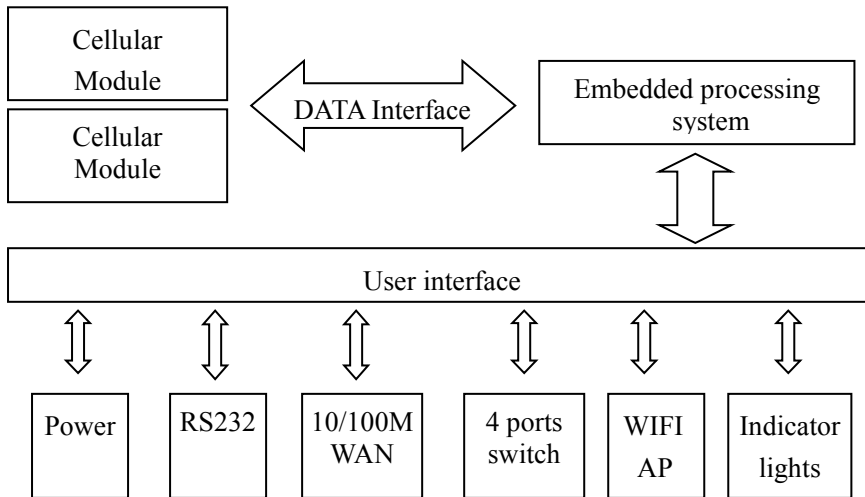 Cellular
Module
Cellular
Module
DATA Interface
Embedded processing
system
User interface
Power
RS232
10/100M
WAN
4 ports
switch
WIFI
AP
Indicator
lights